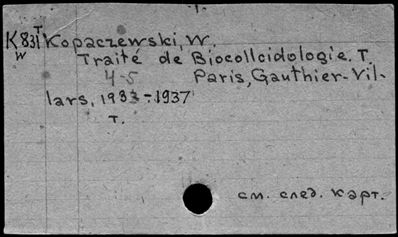 K831 Kopaczewski, W.
W Traité de Biocolloidologie. T.
4-5 Paris, Gauthier-Vil-
lars, 1933-1937
т.
см. след. карт.